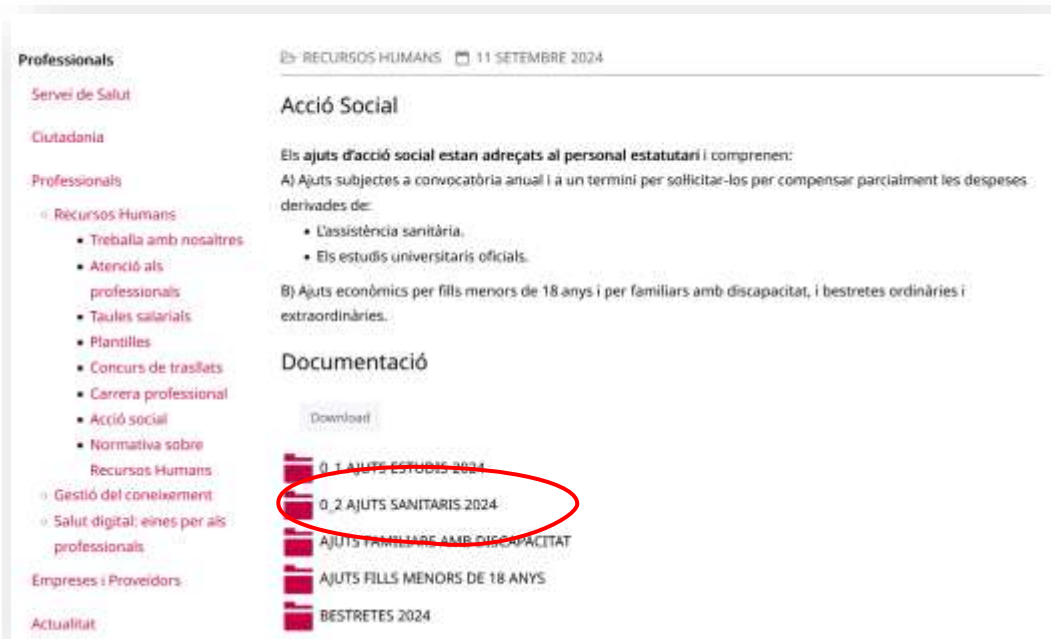 Professionals
Servei de Salut
Ciutadania
Professionals
Recursos Humans
Treballa amb nosaltres
Atenció als
professionals
Taules salarials
Plantilles
Concurs de trasllats
Carrera professional
Acció social
Normativa sobre
Recursos Humans
Gestió del coneixement
Salut digital: eines per als
professionals
Empreses i Proveïdors
Actualitat
RECURSOS HUMANS 11 SETEMBRE 2024
Acció Social
Els ajuts d'acció social estan adreçats al personal estatutari i comprenen:
A) Ajuts subjectes a convocatòria anual i a un termini per sol·licitar-los per compensar parcialment les despeses
derivades de:
L'assistència sanitària.
Els estudis universitaris oficials.
B) Ajuts econòmics per fills menors de 18 anys i per familiars amb discapacitat, i bestretes ordinàries i
extraordinàries.
Documentació
Download
0_1 AJUTS ESTUDIS 2024
0_2 AJUTS SANITARIS 2024
AJUTS FAMILIARS AMB DISCAPACITAT
AJUTS FILLS MENORS DE 18 ANYS
BESTRETES 2024